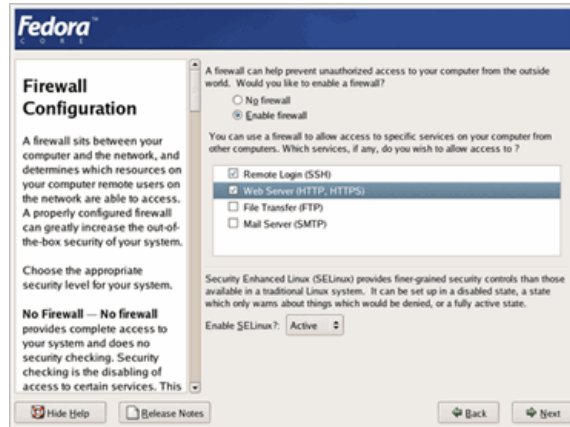 Fedora
CORE
Firewall
Configuration
A firewall sits between your
computer and the network, and
determines which resources on
your computer remote users on
the network are able to access.
A properly configured firewall
can greatly increase the out-of-
the-box security of your system.
Choose the appropriate
security level for your system.
No Firewall — No firewall
provides complete access to
your system and does no
security checking. Security
checking is the disabling of
access to certain services. This
A firewall can help prevent unauthorized access to your computer from the outside
world. Would you like to enable a firewall?
No firewall
Enable firewall
You can use a firewall to allow access to specific services on your computer from
other computers. Which services, if any, do you wish to allow access to ?
Remote Login (SSH)
Web Server (HTTP, HTTPS)
File Transfer (FTP)
Mail Server (SMTP)
Security Enhanced Linux (SELinux) provides finer-grained security controls than those
available in a traditional Linux system. It can be set up in a disabled state, a state
which only warns about things which would be denied, or a fully active state.
Enable SELinux?: Active
Hide Help
Release Notes
Back
Next